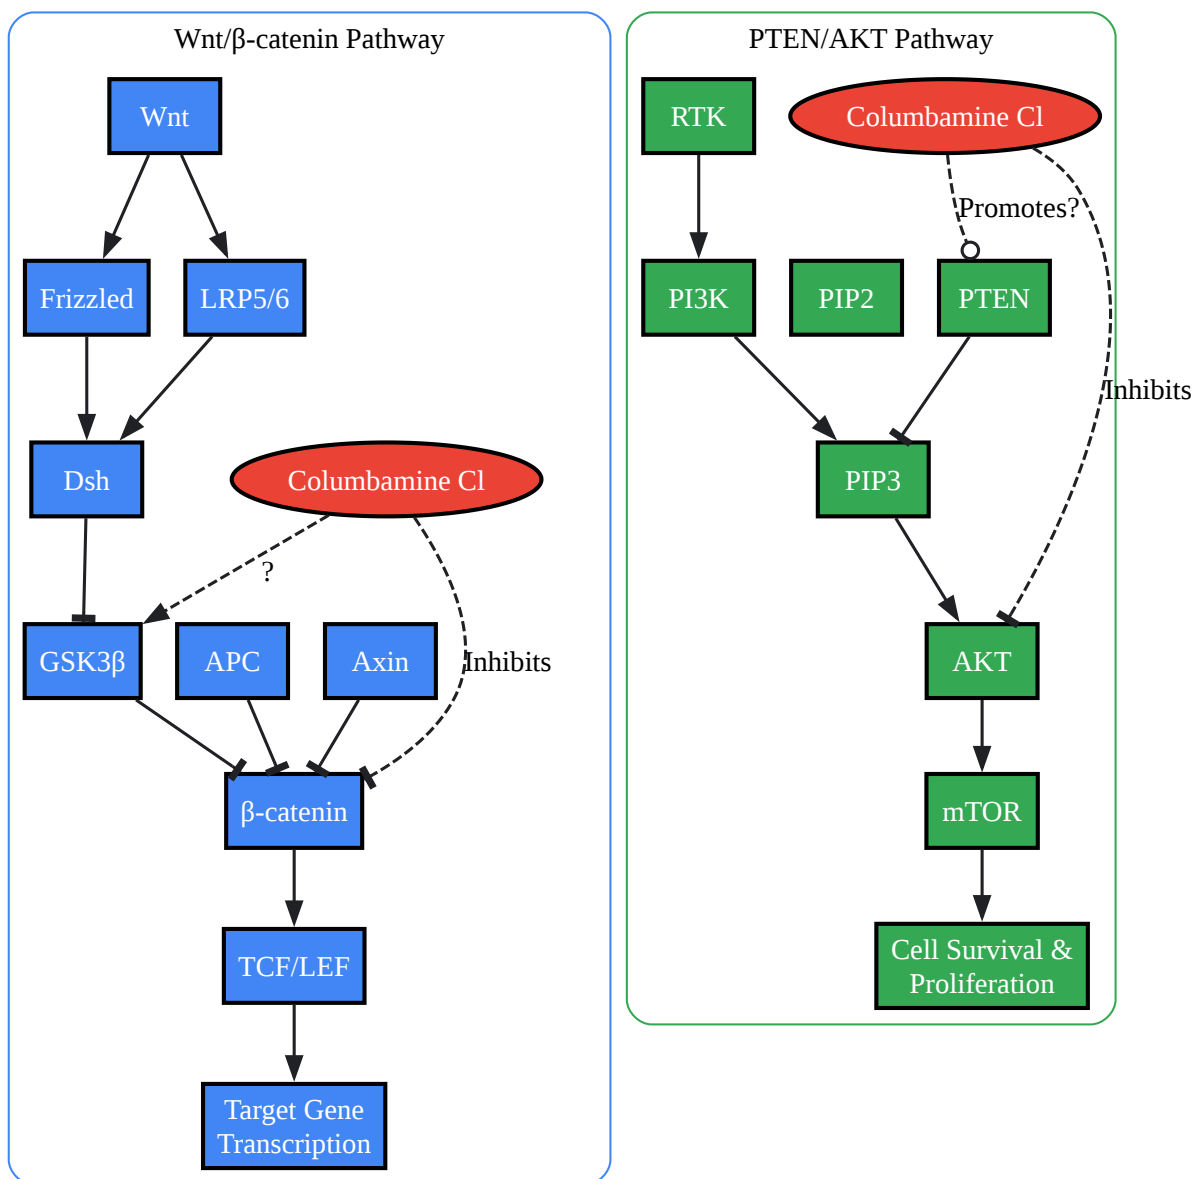 Wnt/β-catenin Pathway
Wnt
Frizzled
LRP5/6
Dsh
Columbamine Cl
?
GSK3β
APC
Axin
Inhibits
β-catenin
TCF/LEF
Target Gene
Transcription
PTEN/AKT Pathway
RTK
Columbamine Cl
Promotes?
PI3K
PIP2
PTEN
Inhibits
PIP3
AKT
mTOR
Cell Survival &
Proliferation